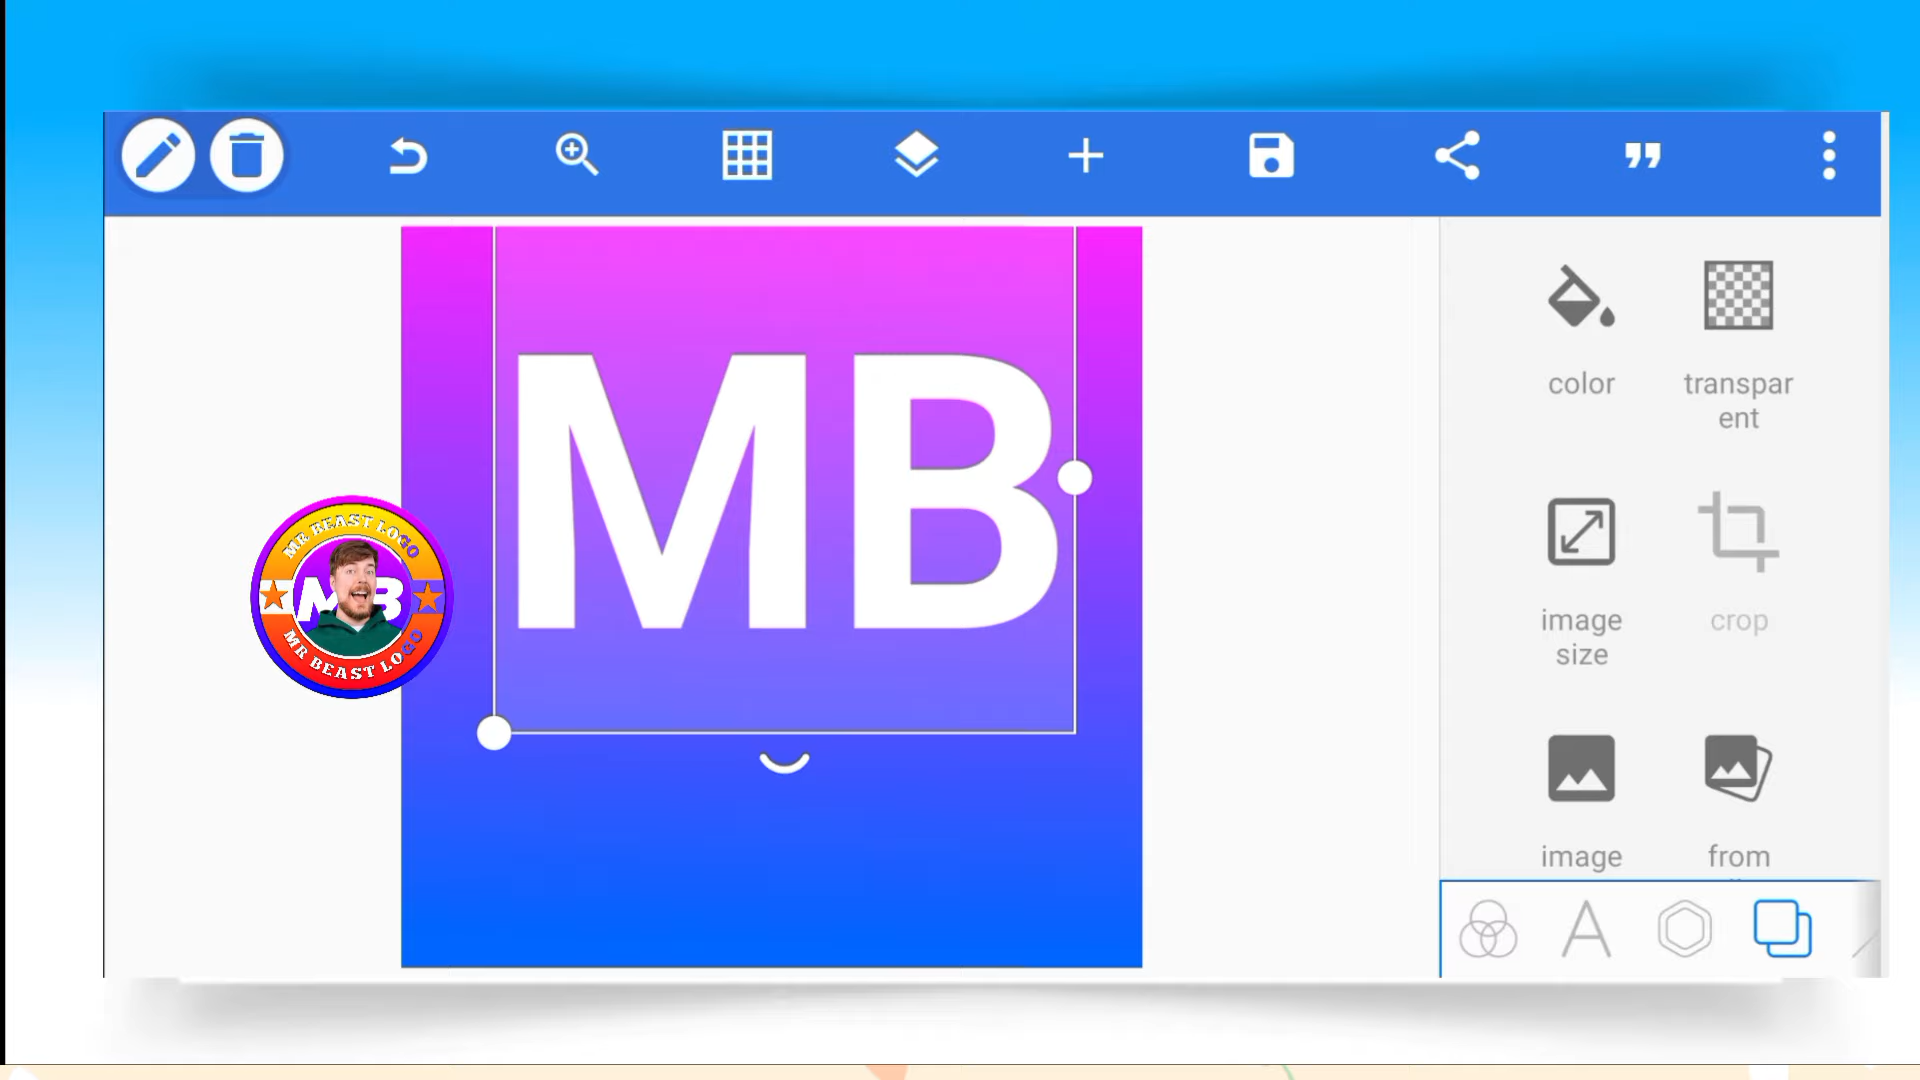 MB
MR BEAST LOGO
MB
MR BEAST LOGO
color
transpar
ent
image
size
crop
image
from